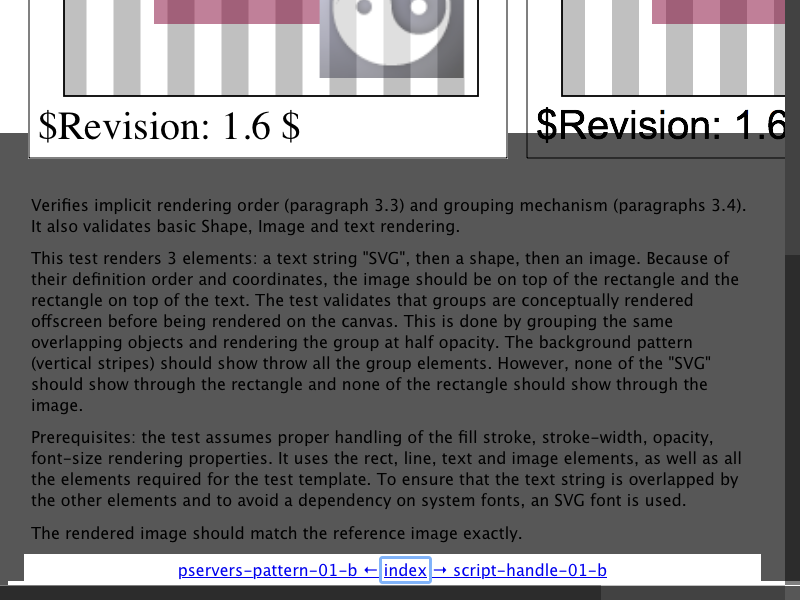 $Revision: 1.6 $
$Revision: 1.6
Verifies implicit rendering order (paragraph 3.3) and grouping mechanism (paragraphs 3.4).
It also validates basic Shape, Image and text rendering.
This test renders 3 elements: a text string "SVG", then a shape, then an image. Because of
their definition order and coordinates, the image should be on top of the rectangle and the
rectangle on top of the text. The test validates that groups are conceptually rendered
offscreen before being rendered on the canvas. This is done by grouping the same
overlapping objects and rendering the group at half opacity. The background pattern
(vertical stripes) should show throw all the group elements. However, none of the "SVG"
should show through the rectangle and none of the rectangle should show through the
image.
Prerequisites: the test assumes proper handling of the fill stroke, stroke-width, opacity,
font-size rendering properties. It uses the rect, line, text and image elements, as well as all
the elements required for the test template. To ensure that the text string is overlapped by
the other elements and to avoid a dependency on system fonts, an SVG font is used.
The rendered image should match the reference image exactly.
pservers-pattern-01-b ← index → script-handle-01-b